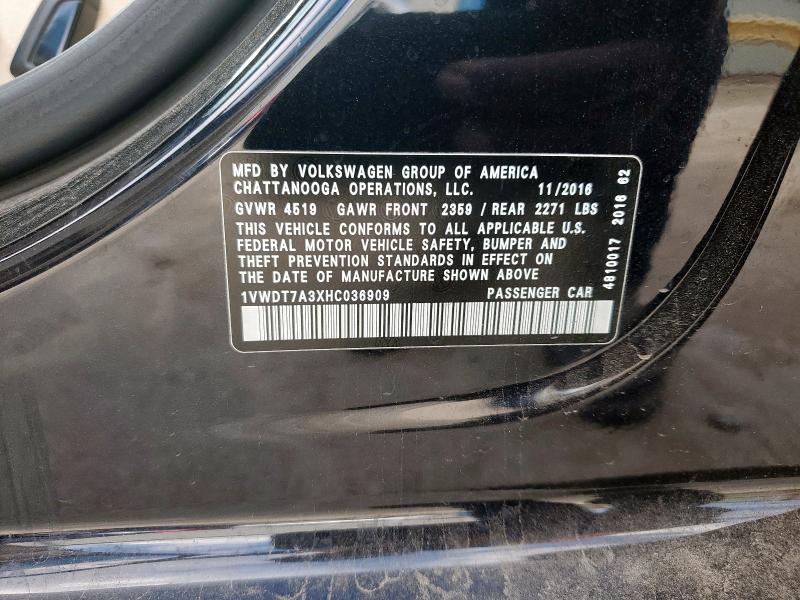 MFD BY VOLKSWAGEN GROUP OF AMERICA
CHATTANOOGA OPERATIONS, LLC. 11/2016
GVWR 4519 GAWR FRONT 2359 / REAR 2271 LBS
THIS VEHICLE CONFORMS TO ALL APPLICABLE U.S.
FEDERAL MOTOR VEHICLE SAFETY, BUMPER AND
THEFT PREVENTION STANDARDS IN EFFECT ON
THE DATE OF MANUFACTURE SHOWN ABOVE
1VWDT7A3XHC036909 PASSENGER CAR
4810017 2016 62